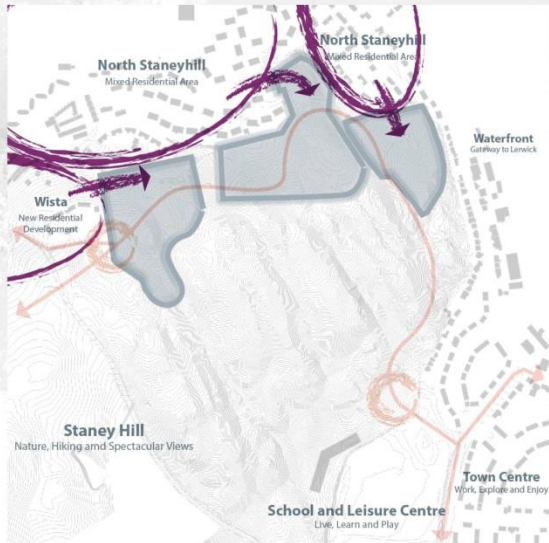 North Staneyhill
Mixed Residential Area
North Staneyhill
Mixed Residential Area
Waterfront
Gateway to Lerwick
Wista
New Residential
Development
Staney Hill
Nature, Hiking amd Spectacular Views
Town Centre
Work, Explore and Enjoy
School and Leisure Centre
Live, Learn and Play